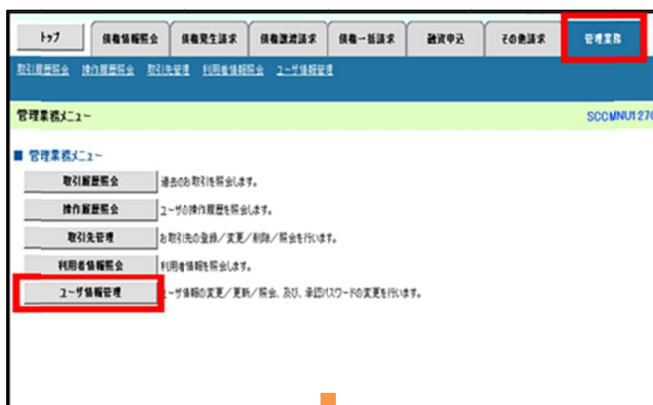 トップ 債権情報照会 債権発生請求 債権譲渡請求 債権一括請求 融資申込 その他請求 管理業務
取引履歴照会 操作履歴照会 取引先管理 利用者情報照会 ユーザ情報管理
管理業務メニュー SCCMNU1270
■ 管理業務メニュー
取引履歴照会 過去のお取引を照会します。
操作履歴照会 ユーザの操作履歴を照会します。
取引先管理 お取引先の登録/変更/削除/照会を行います。
利用者情報照会 利用者情報を照会します。
ユーザ情報管理 ユーザ情報の変更/更新/照会、及び、承認パスワードの変更を行います。